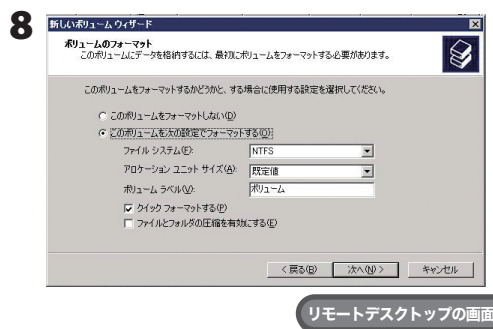 8
新しいボリューム ウィザード
ボリュームのフォーマット
このボリュームにデータを格納するには、最初にボリュームをフォーマットする必要があります。
このボリュームをフォーマットするかどうかと、する場合に使用する設定を選択してください。
このボリュームをフォーマットしない(D)
このボリュームを次の設定でフォーマットする(O):
ファイル システム(F): NTFS
アロケーション ユニット サイズ(A): 既定値
ボリューム ラベル(V): ボリューム
クイック フォーマットする(P)
ファイルとフォルダの圧縮を有効にする(E)
< 戻る(B) 次へ(N) > キャンセル
リモートデスクトップの画面